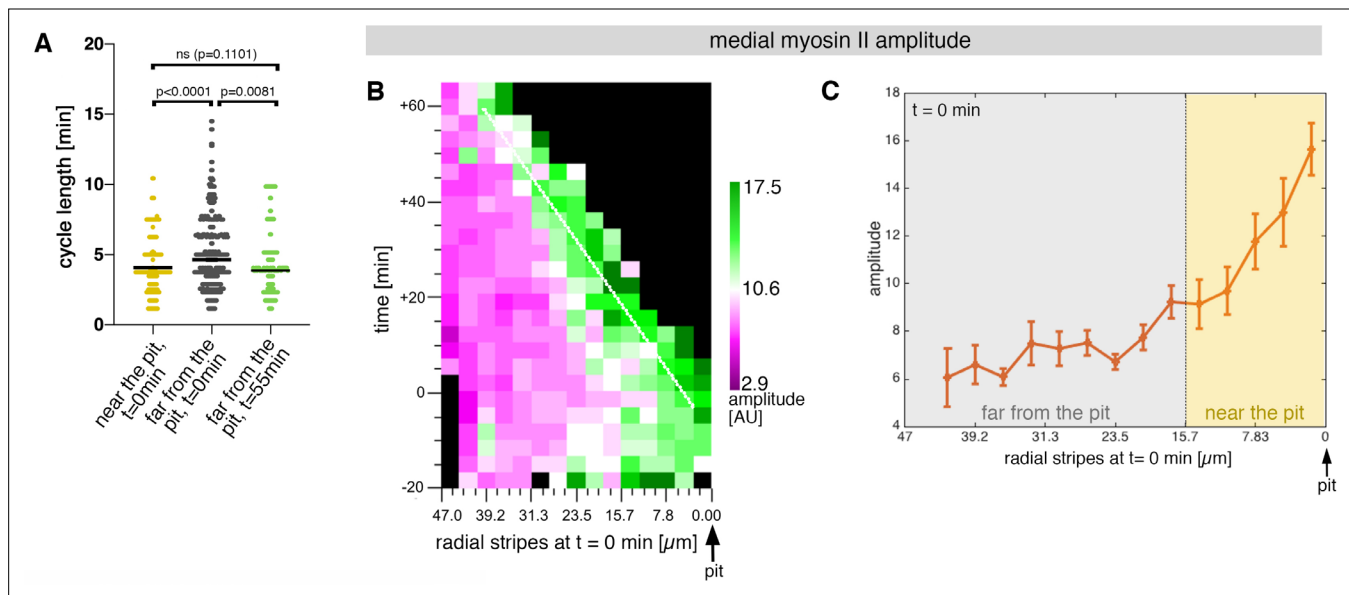 medial myosin II amplitude
A
20
15
10
5
0
cycle length [min]
ns (p=0.1101)
p<0.0001
p=0.0081
near the pit,
t=0min
far from the
pit, t=0min
far from the
pit, t=55min
B
+60
+40
+20
0
-20
time [min]
47.0
39.2
31.3
23.5
15.7
7.8
0.00
radial stripes at t = 0 min [µm]
pit
17.5
10.6
2.9
amplitude
[AU]
C
18
16
14
12
10
8
6
4
amplitude
t = 0 min
far from the pit
near the pit
47
39.2
31.3
23.5
15.7
7.83
0
radial stripes at t= 0 min [µm]
pit